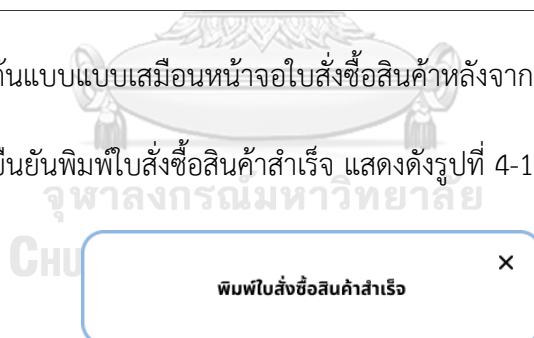 ต้นแบบแบบเสมือนหน้าจอใบสั่งซื้อสินค้าหลังจาก
ยืนยันพิมพ์ใบสั่งซื้อสินค้าสำเร็จ แสดงดังรูปที่ 4-1
จุฬาลงกรณ์มหาวิทยาลัย
CHU
พิมพ์ใบสั่งซื้อสินค้าสำเร็จ